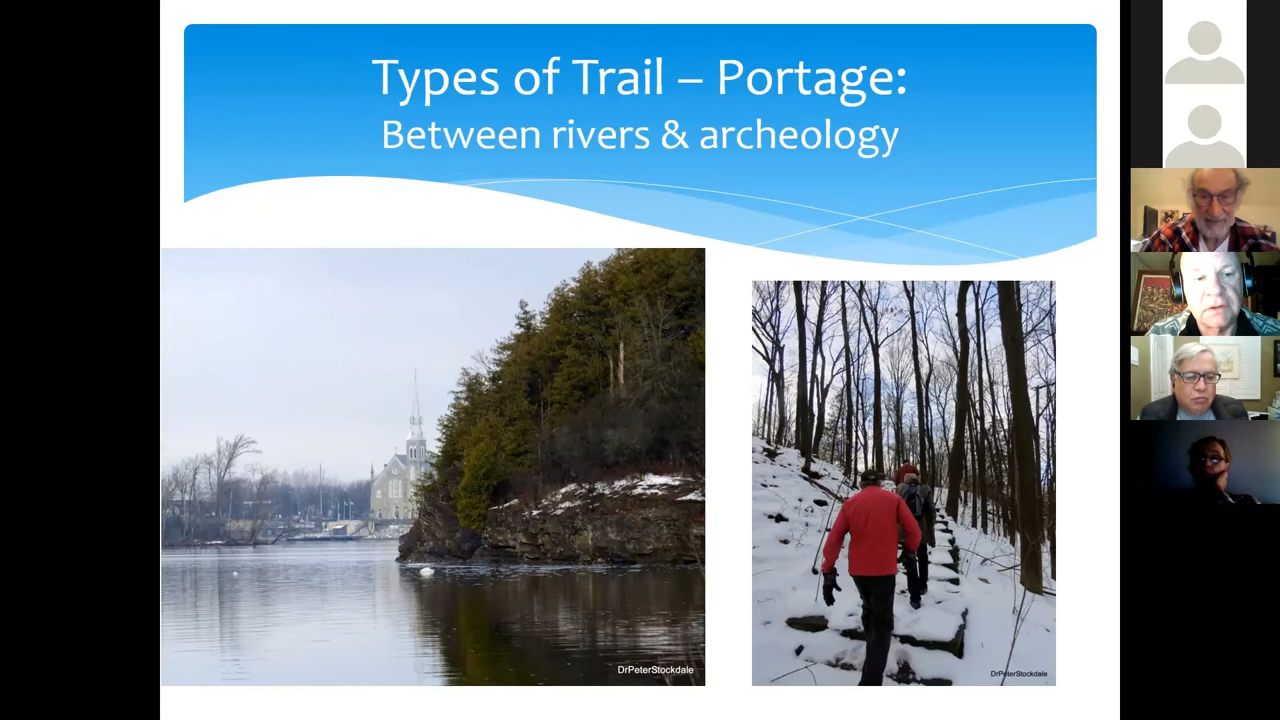 Types of Trail – Portage:
Between rivers & archeology
DrPeterStockdale
DrPeterStockdale